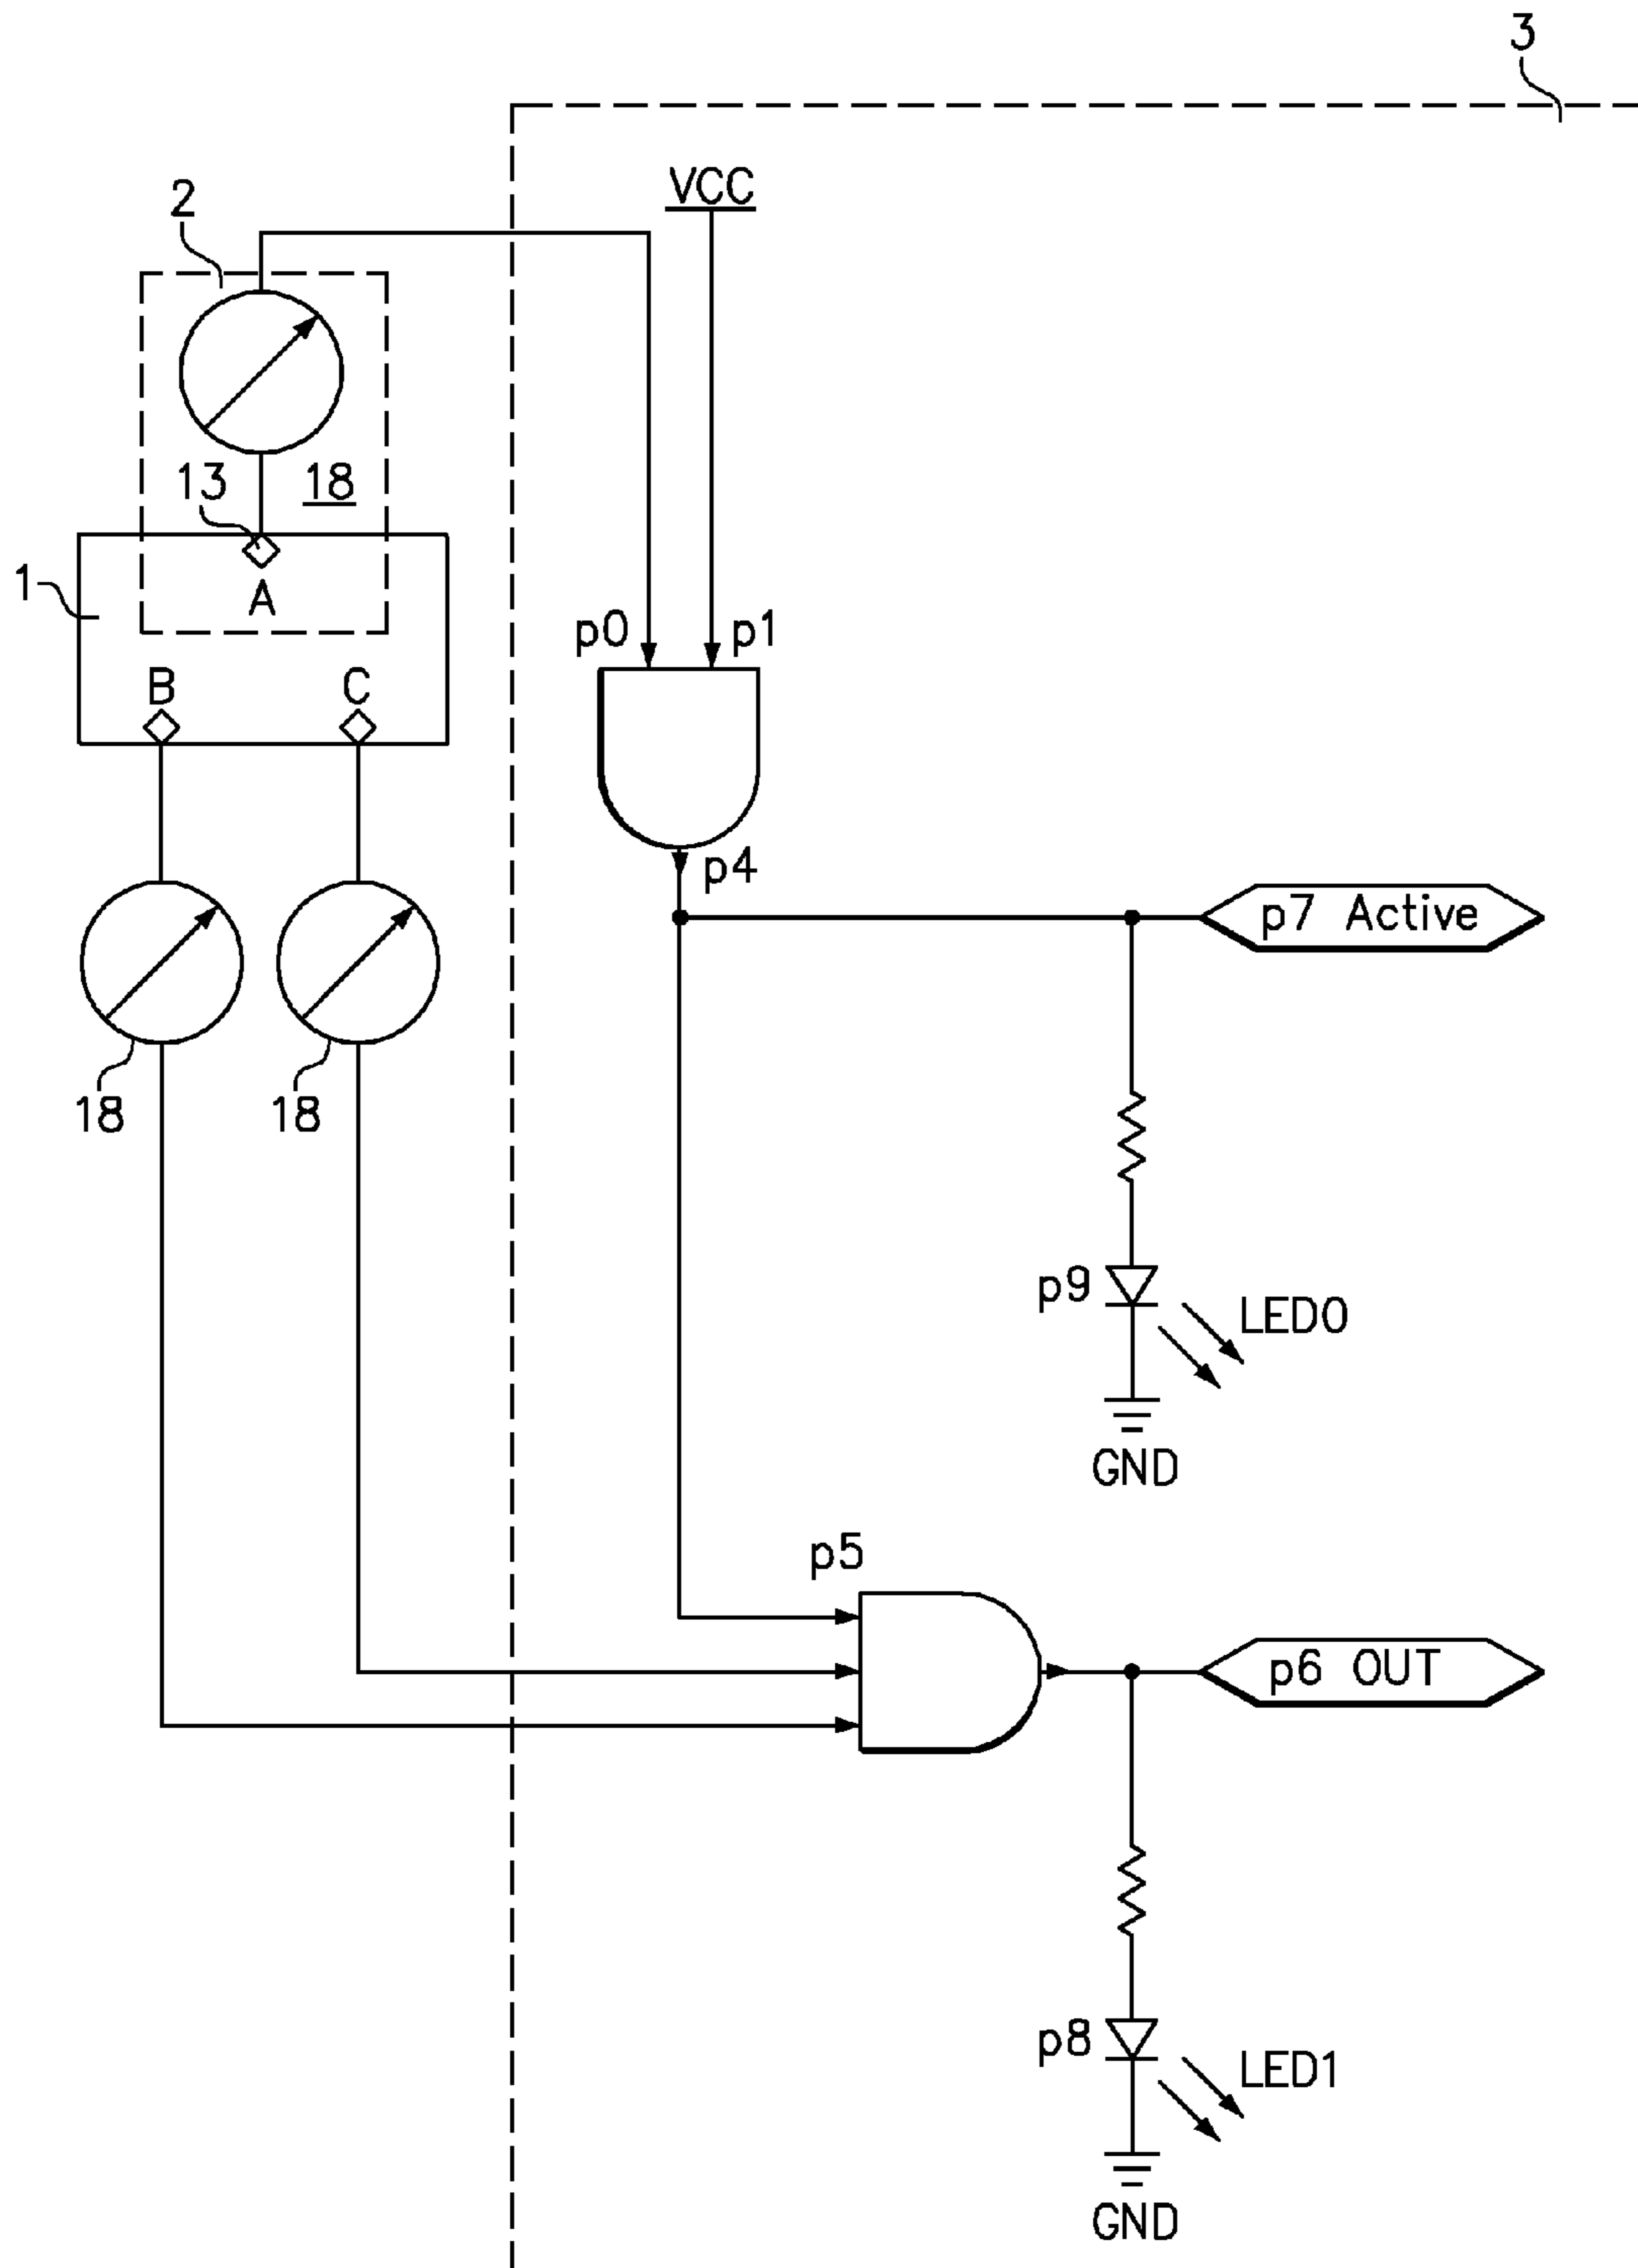 3
2
VCC
13
18
1
A
p0
p1
B
C
p4
p7 Active
18
18
p9
LED0
GND
p5
p6 OUT
p8
LED1
GND